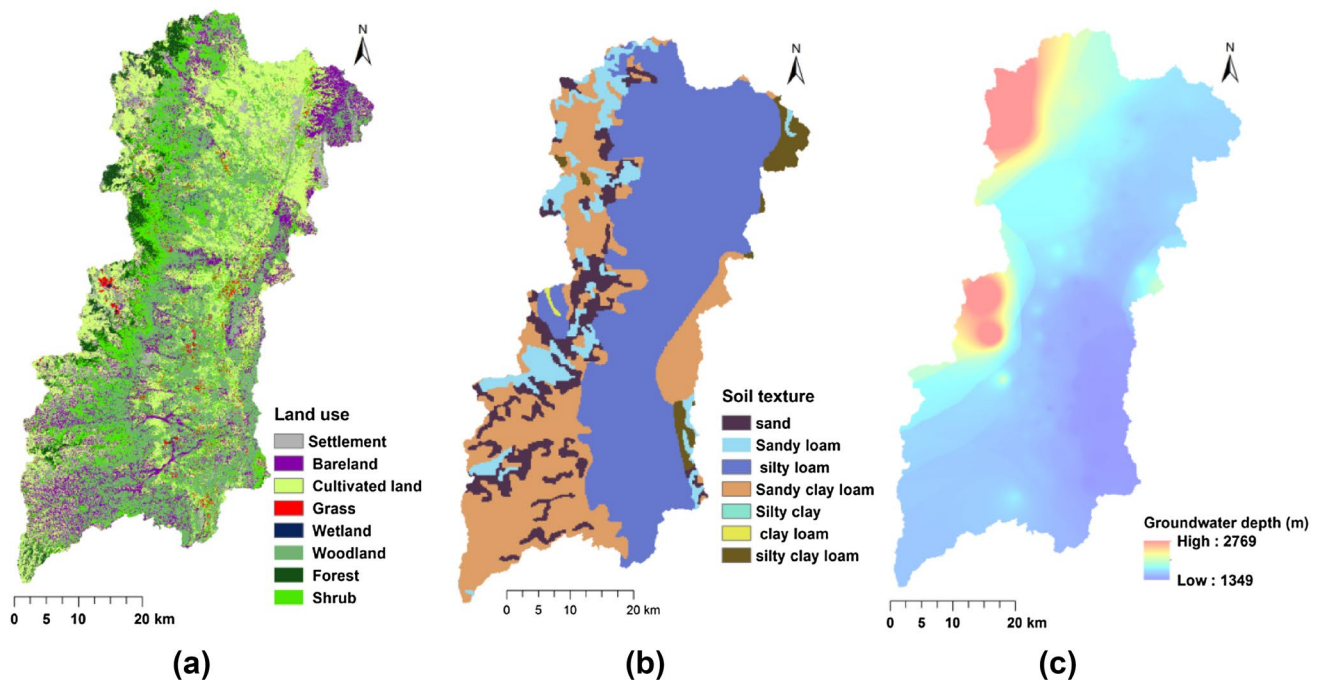 N
Land use
Settlement
Bareland
Cultivated land
Grass
Wetland
Woodland
Forest
Shrub
0 5 10 20 km
(a)
N
Soil texture
sand
Sandy loam
silty loam
Sandy clay loam
Silty clay
clay loam
silty clay loam
0 5 10 20 km
(b)
N
Groundwater depth (m)
High : 2769
Low : 1349
0 5 10 20 km
(c)